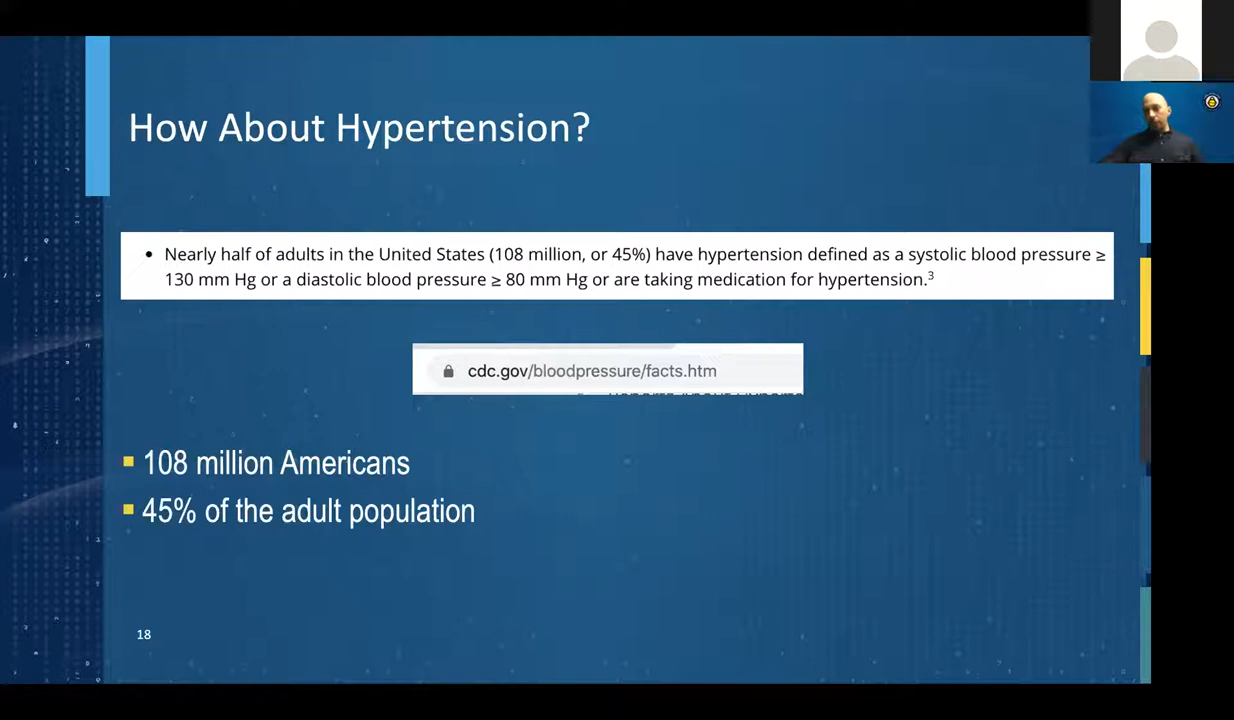 How About Hypertension?
• Nearly half of adults in the United States (108 million, or 45%) have hypertension defined as a systolic blood pressure ≥
130 mm Hg or a diastolic blood pressure ≥ 80 mm Hg or are taking medication for hypertension.3
cdc.gov/bloodpressure/facts.htm
108 million Americans
45% of the adult population
18